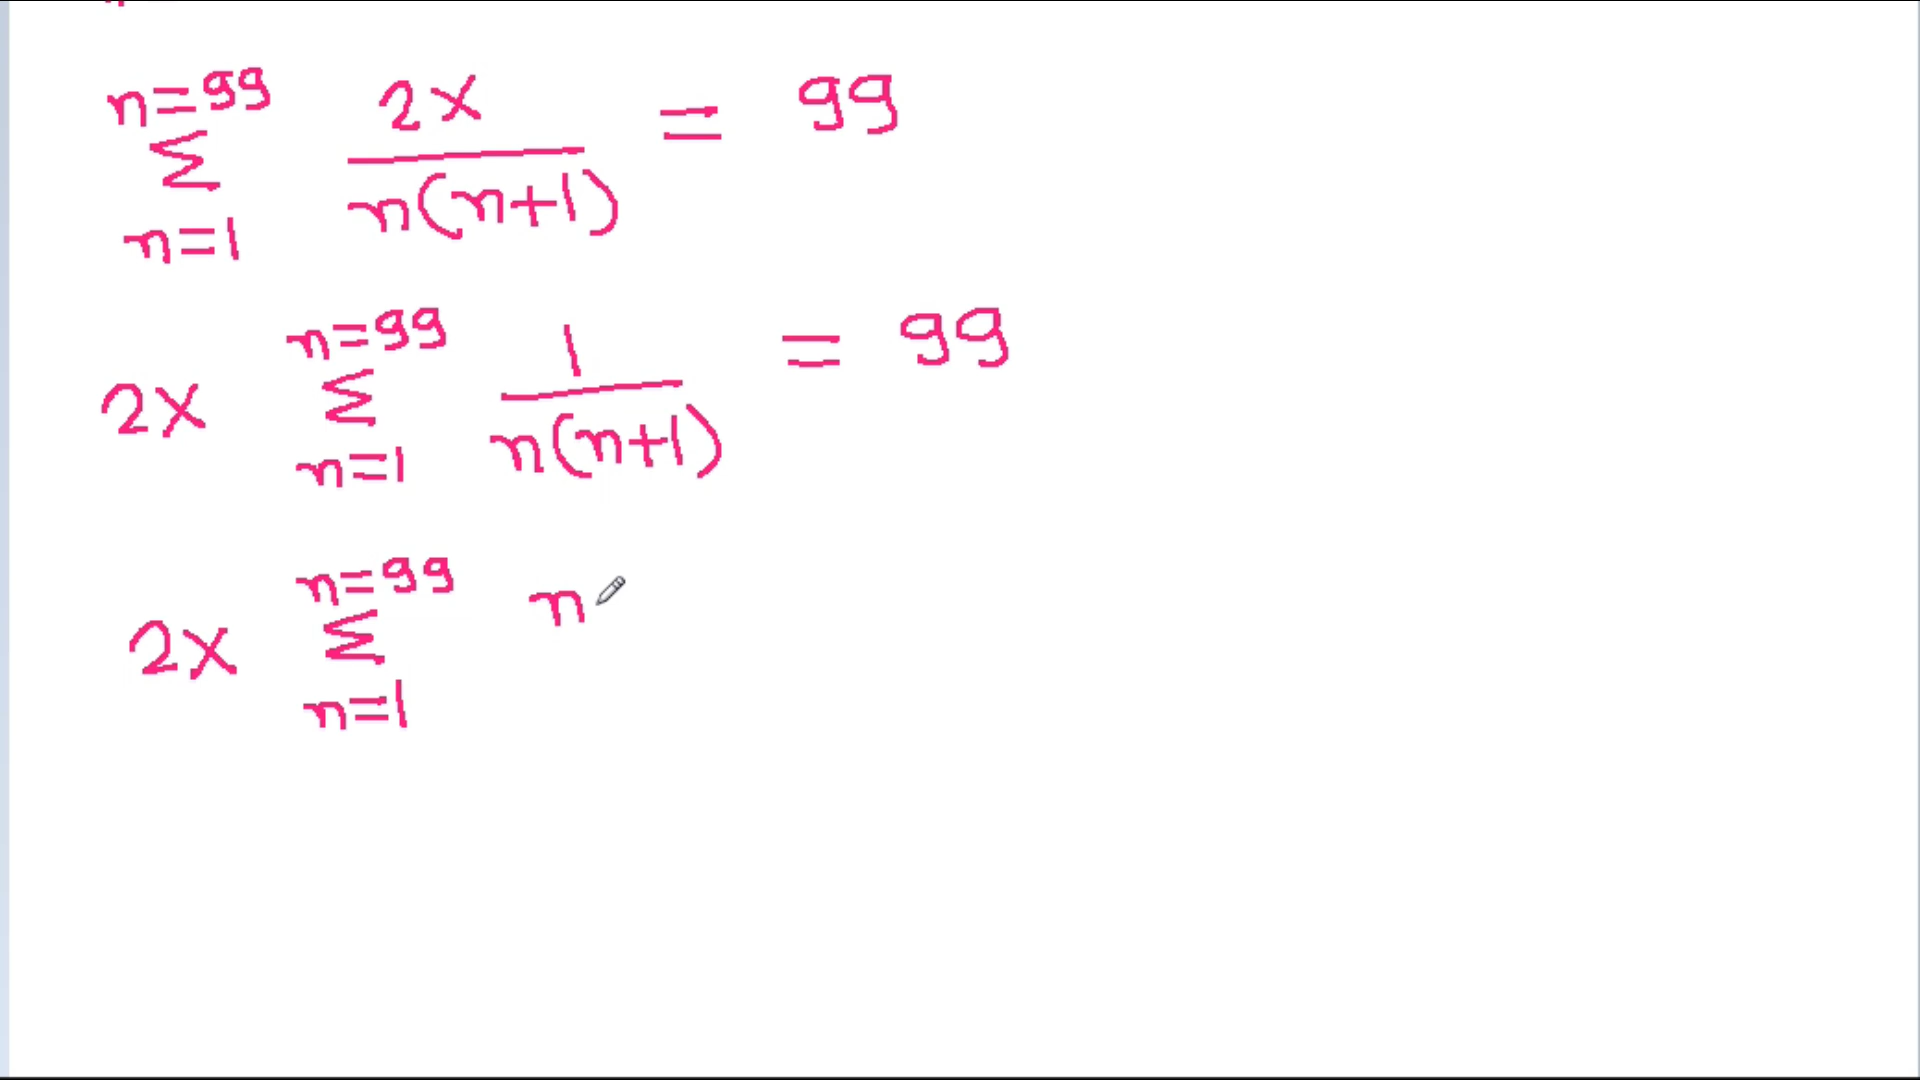 n=99
Σ 2x / n(n+1) = 99
n=1
n=99
2x Σ 1 / n(n+1) = 99
n=1
n=99
2x Σ n
n=1